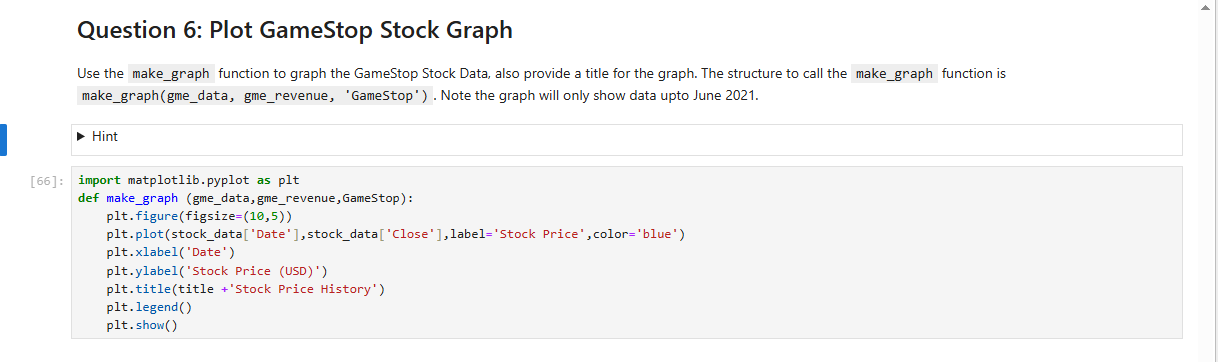 Question 6: Plot GameStop Stock Graph
Use the make_graph function to graph the GameStop Stock Data, also provide a title for the graph. The structure to call the make_graph function is
make_graph(gme_data, gme_revenue, 'GameStop'). Note the graph will only show data upto June 2021.
Hint
[66]:
import matplotlib.pyplot as plt
def make_graph (gme_data,gme_revenue,GameStop):
    plt.figure(figsize=(10,5))
    plt.plot(stock_data['Date'],stock_data['Close'],label='Stock Price',color='blue')
    plt.xlabel('Date')
    plt.ylabel('Stock Price (USD)')
    plt.title(title +'Stock Price History')
    plt.legend()
    plt.show()